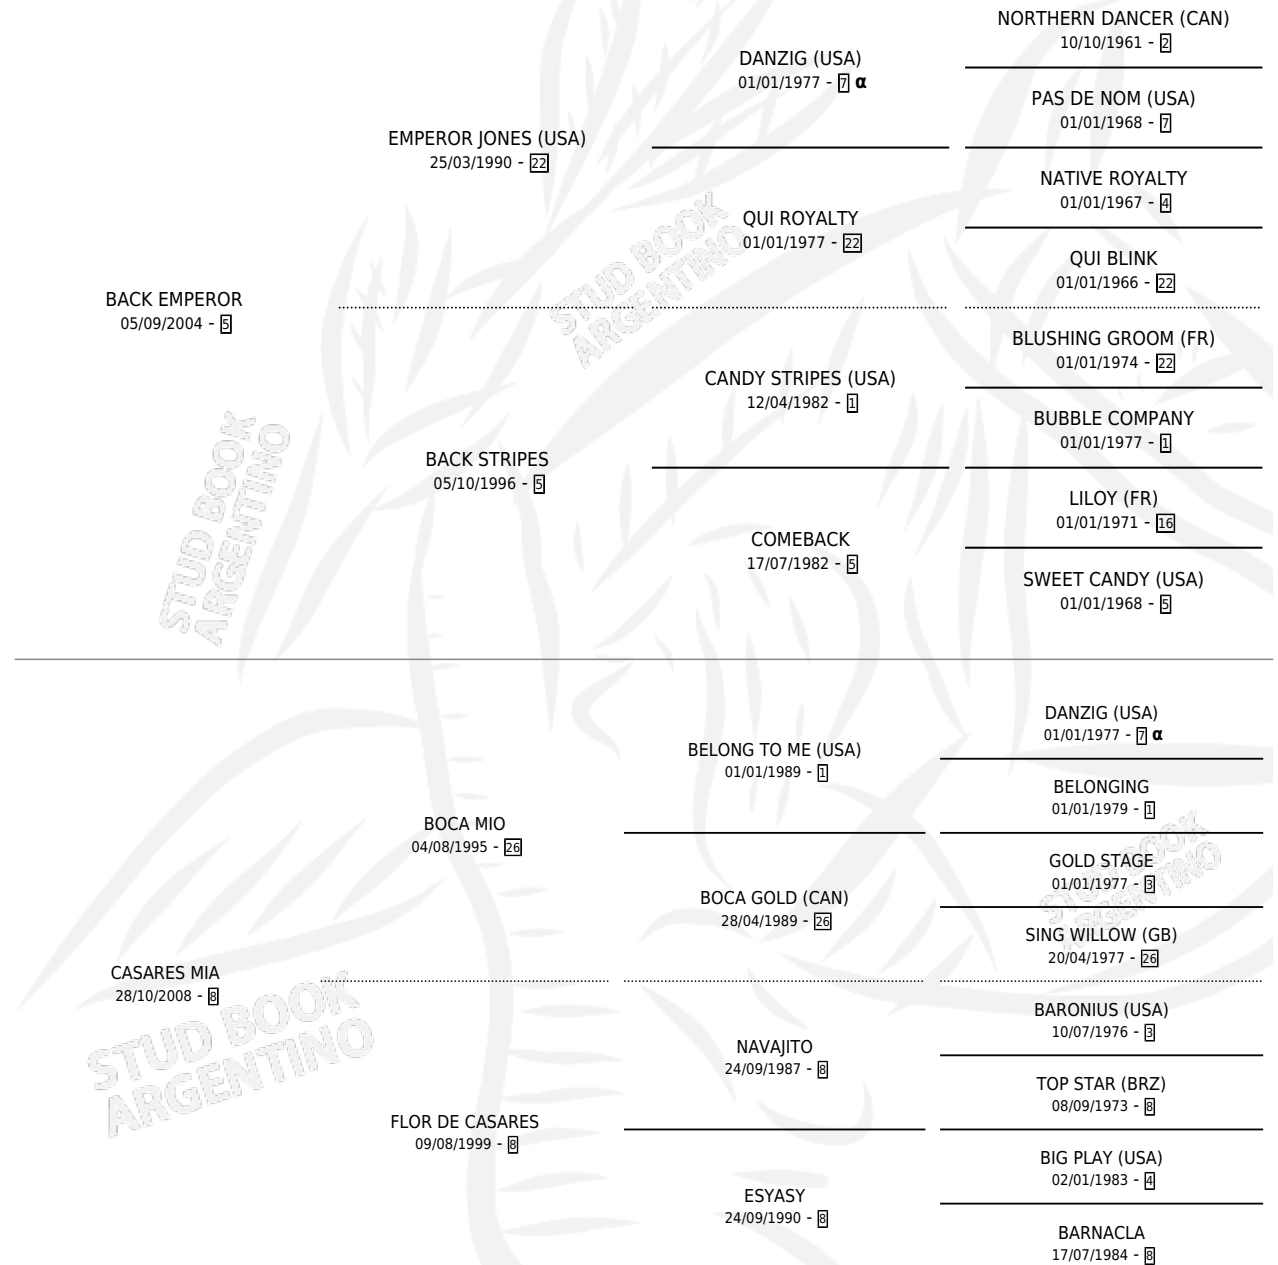 NORTHERN DANCER (CAN)
10/10/1961 - 2
DANZIG (USA)
01/01/1977 - 7 α
PAS DE NOM (USA)
01/01/1968 - 7
EMPEROR JONES (USA)
25/03/1990 - 22
NATIVE ROYALTY
01/01/1967 - 4
QUI ROYALTY
01/01/1977 - 22
QUI BLINK
01/01/1966 - 22
BACK EMPEROR
05/09/2004 - 5
BLUSHING GROOM (FR)
01/01/1974 - 22
CANDY STRIPES (USA)
12/04/1982 - 1
BUBBLE COMPANY
01/01/1977 - 1
BACK STRIPES
05/10/1996 - 5
LILOY (FR)
01/01/1971 - 16
COMEBACK
17/07/1982 - 5
SWEET CANDY (USA)
01/01/1968 - 5
DANZIG (USA)
01/01/1977 - 7 α
BELONG TO ME (USA)
01/01/1989 - 1
BELONGING
01/01/1979 - 1
BOCA MIO
04/08/1995 - 26
GOLD STAGE
01/01/1977 - 3
BOCA GOLD (CAN)
28/04/1989 - 26
SING WILLOW (GB)
20/04/1977 - 26
CASARES MIA
28/10/2008 - 8
BARONIUS (USA)
10/07/1976 - 3
NAVAJITO
24/09/1987 - 8
TOP STAR (BRZ)
08/09/1973 - 8
FLOR DE CASARES
09/08/1999 - 8
BIG PLAY (USA)
02/01/1983 - 4
ESYASY
24/09/1990 - 8
BARNACLA
17/07/1984 - 8
STUD BOOK
ARGENTINO
STUD BOOK
ARGENTINO
STUD BOOK
ARGENTINO
STUD BOOK
ARGENTINO